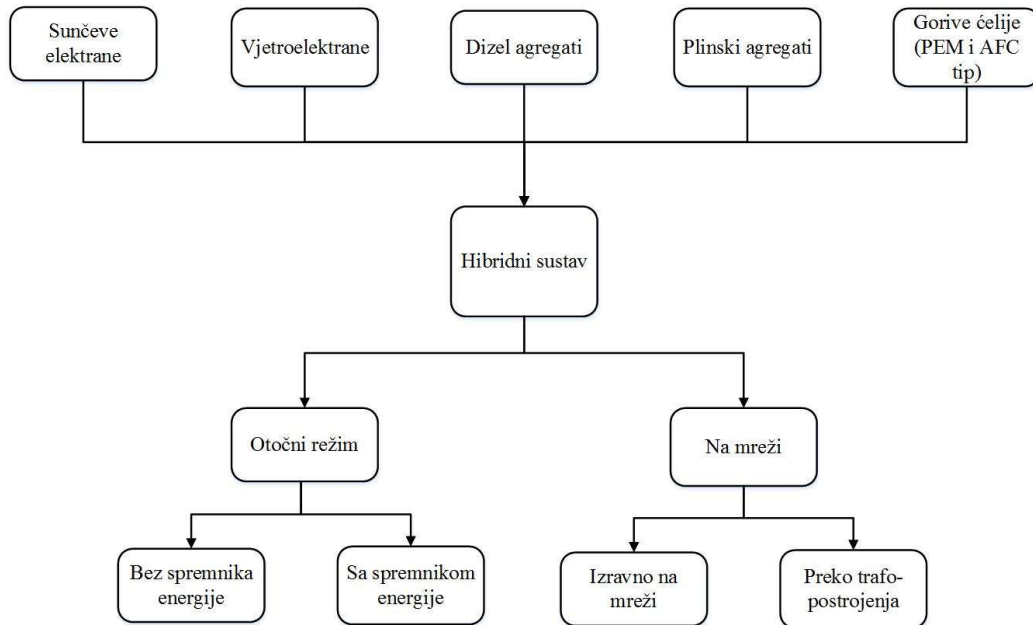 Sunčeve
elektrane
Vjetroelektrane
Dizel agregati
Plinski agregati
Gorive ćelije
(PEM i AFC
tip)
Hibridni sustav
Otočni režim
Na mreži
Bez spremnika
energije
Sa spremnikom
energije
Izravno na
mreži
Preko trafo-
postrojenja